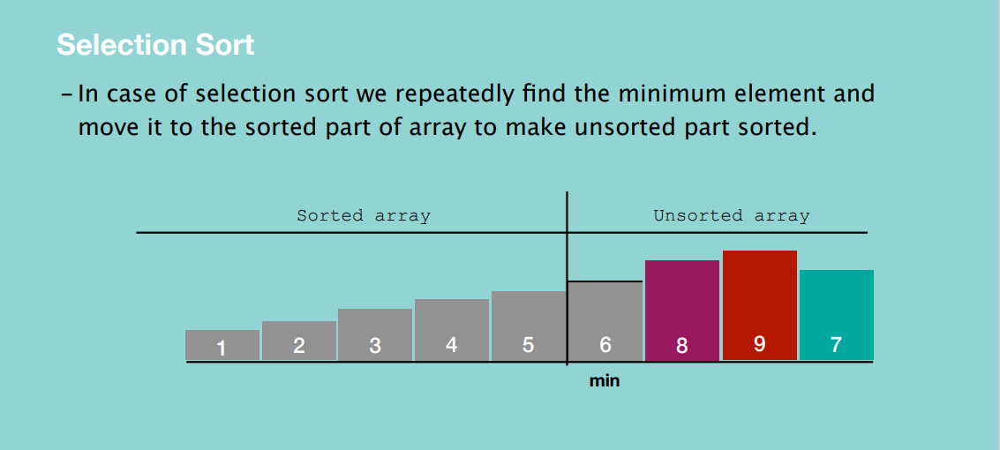 Selection Sort
– In case of selection sort we repeatedly find the minimum element and
move it to the sorted part of array to make unsorted part sorted.
Sorted array Unsorted array
1 2 3 4 5 6 8 9 7
min